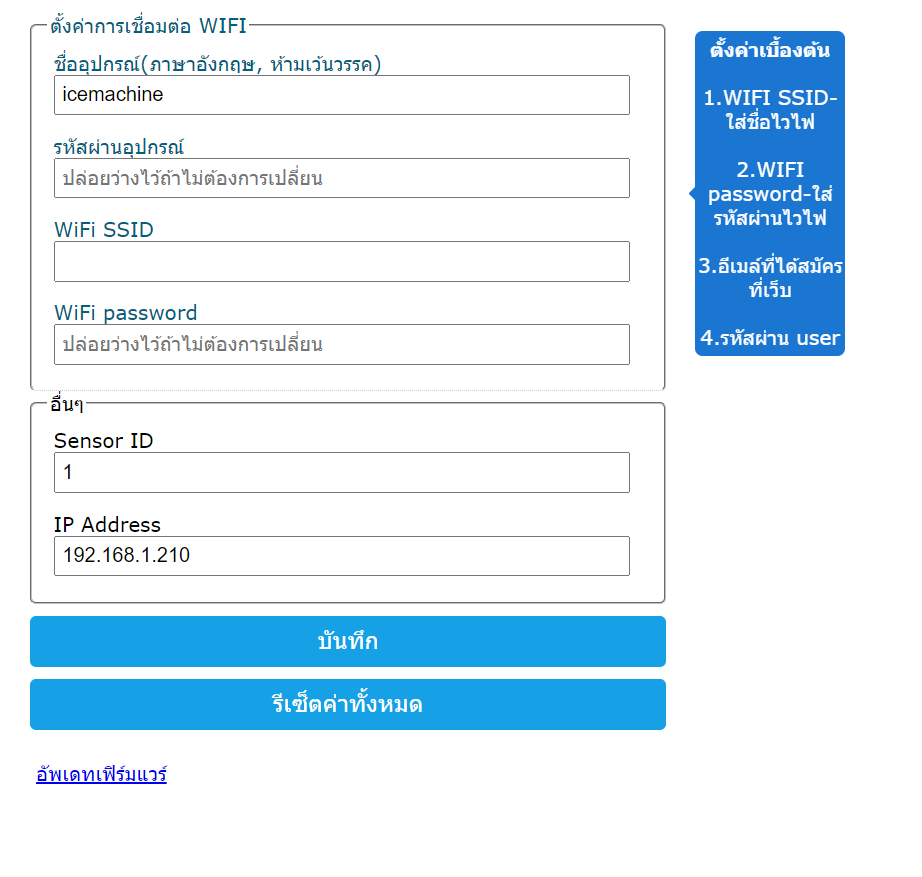 ตั้งค่าการเชื่อมต่อ WIFI
ชื่ออุปกรณ์(ภาษาอังกฤษ, ห้ามเว้นวรรค)
icemachine
รหัสผ่านอุปกรณ์
ปล่อยว่างไว้ถ้าไม่ต้องการเปลี่ยน
WiFi SSID
WiFi password
ปล่อยว่างไว้ถ้าไม่ต้องการเปลี่ยน
อื่นๆ
Sensor ID
1
IP Address
192.168.1.210
บันทึก
รีเซ็ตค่าทั้งหมด
อัพเดทเฟิร์มแวร์
ตั้งค่าเบื้องต้น
1.WIFI SSID-
ใส่ชื่อไวไฟ
2.WIFI
password-ใส่
รหัสผ่านไวไฟ
3.อีเมล์ที่ได้สมัคร
ที่เว็บ
4.รหัสผ่าน user